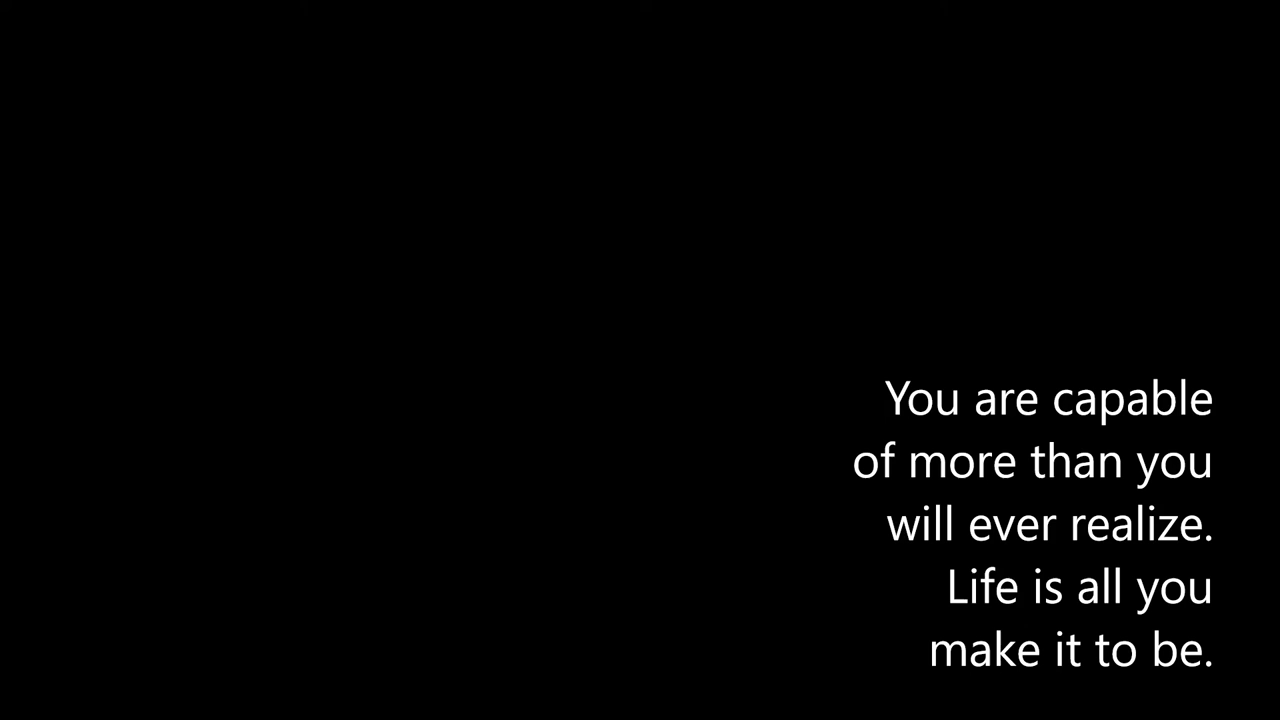 You are capable
of more than you
will ever realize.
Life is all you
make it to be.